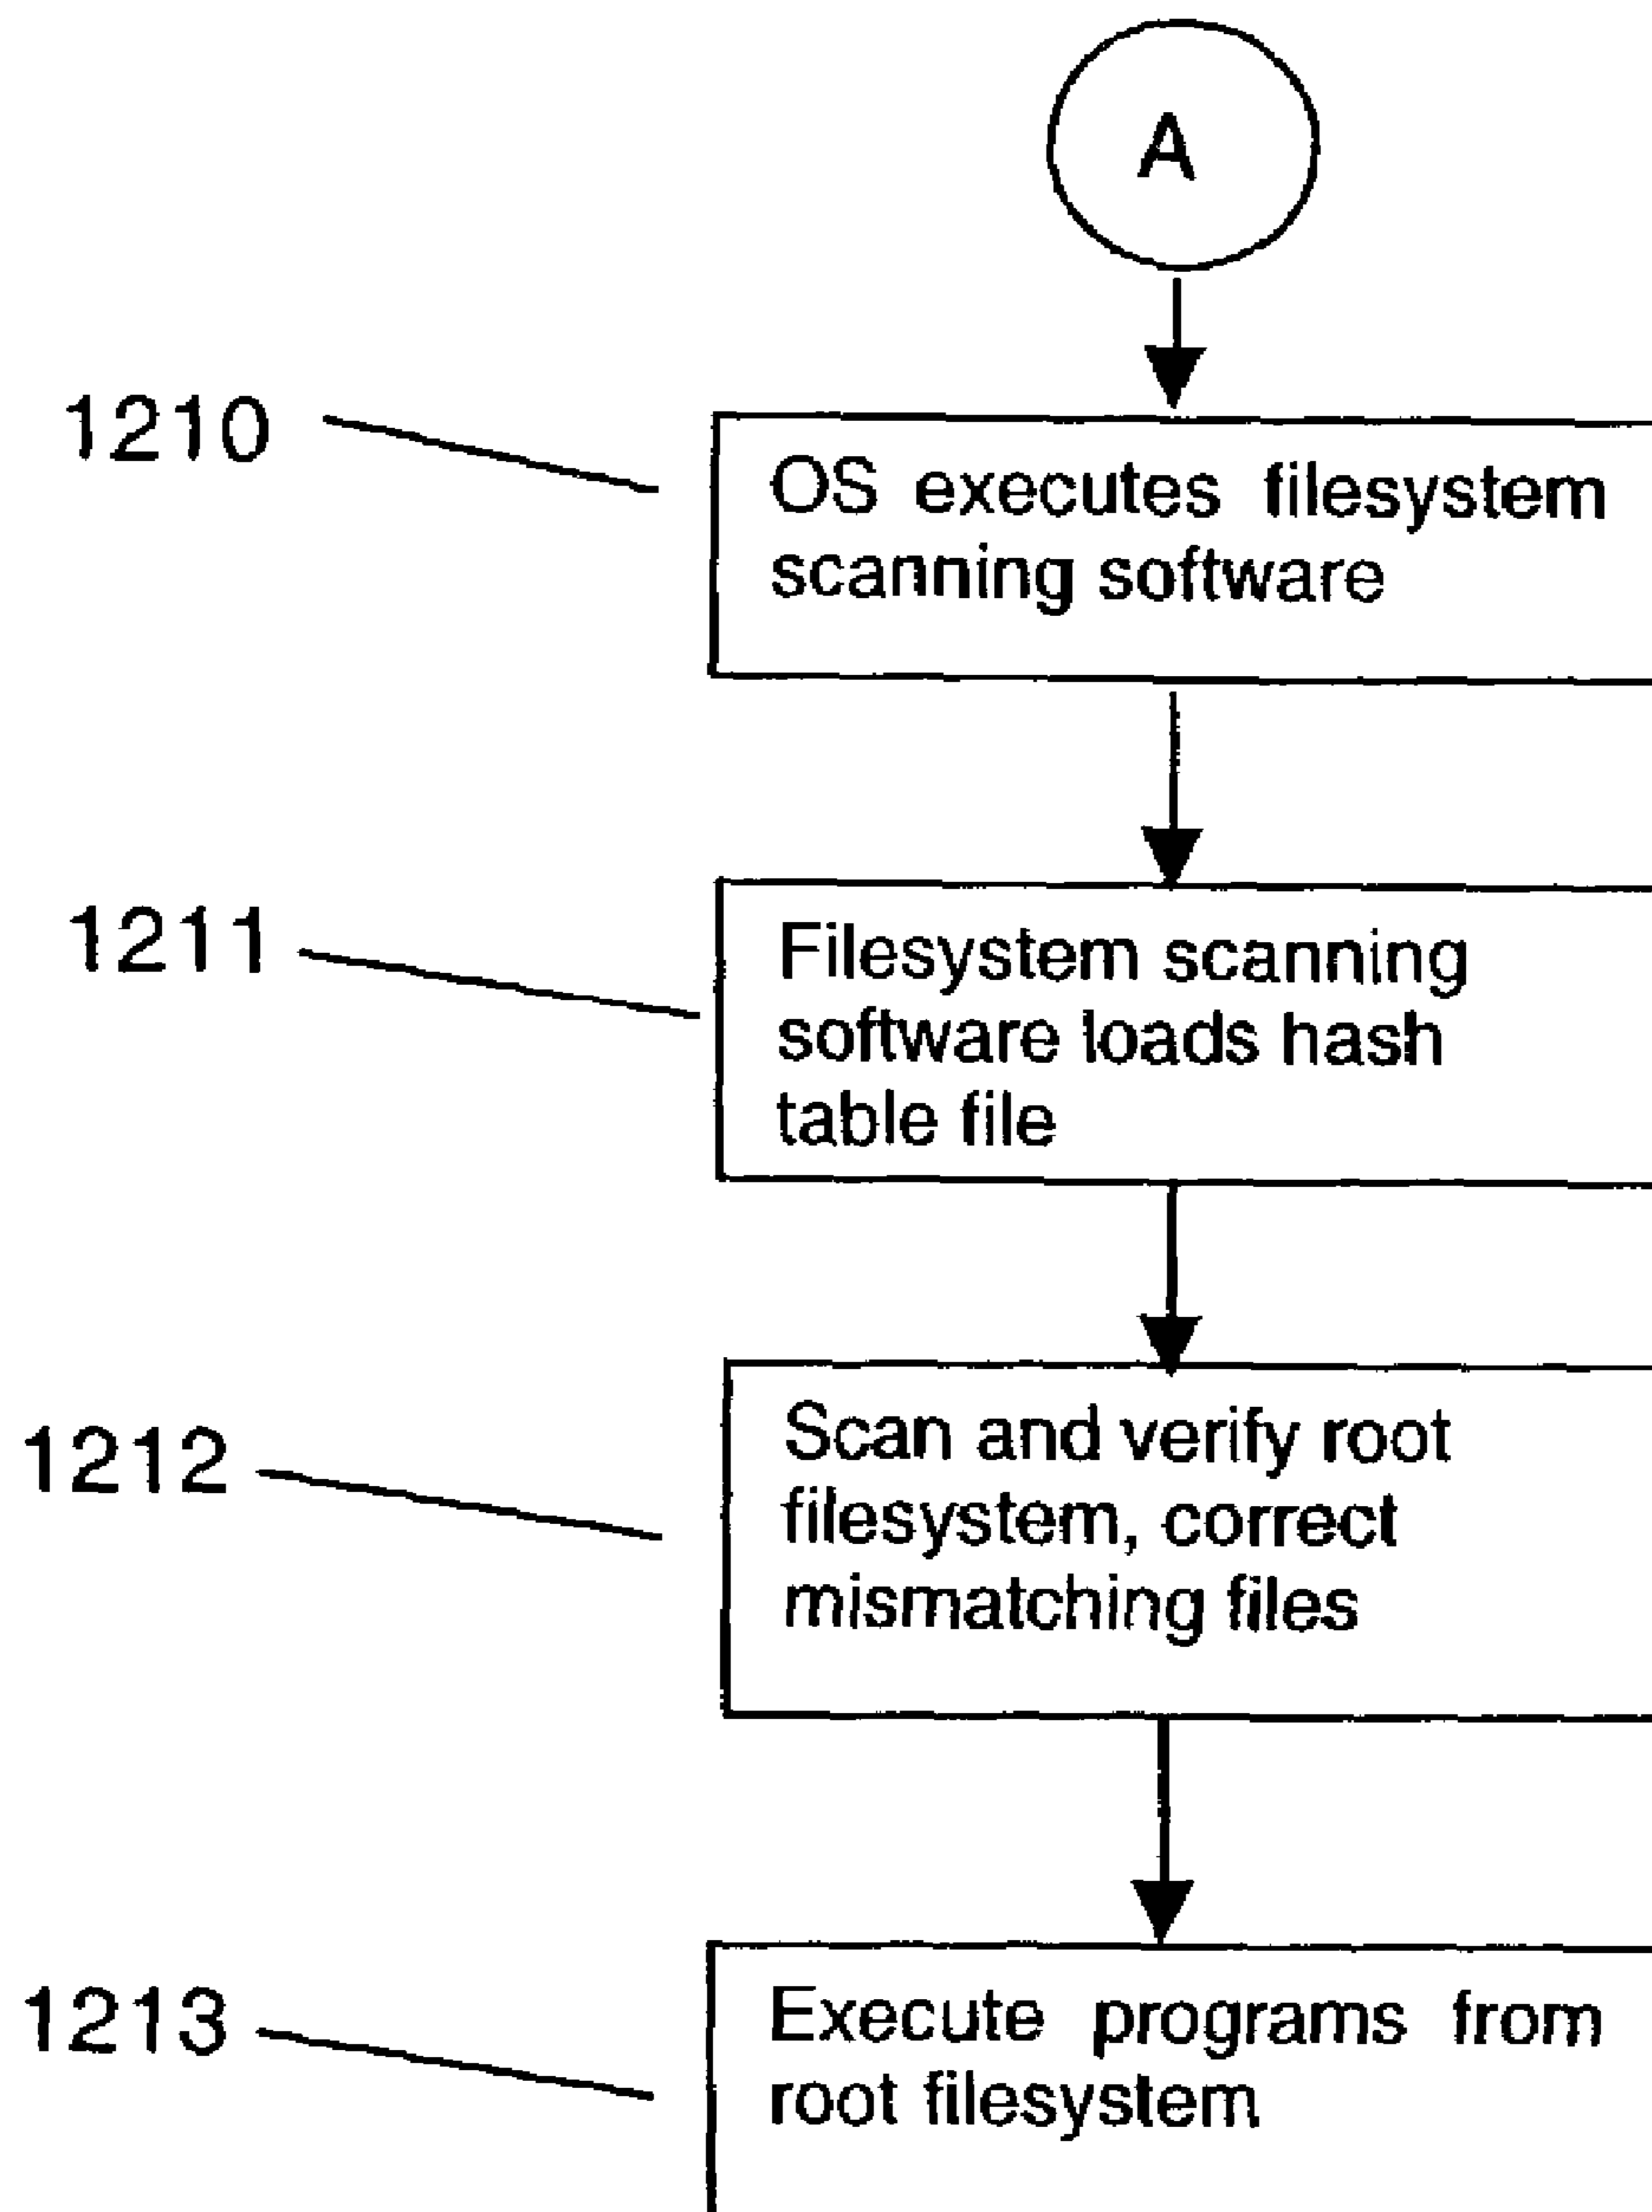 A
1210
OS executes filesystem
scanning software
1211
Filesystem scanning
software loads hash
table file
1212
Scan and verify root
filesystem, correct
mismatching files
1213
Execute programs from
root filesystem